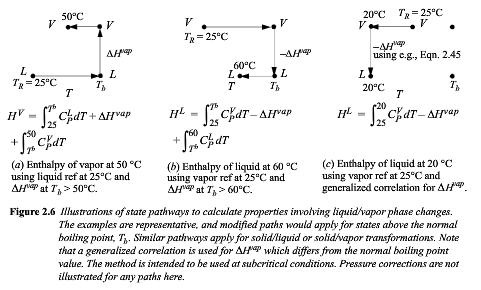 50°C
V V
ΔH^vap
L L
T_R = 25°C T_b
T
H^V = ∫_25^{T_b} C_P^L dT + ΔH^vap
+ ∫_{T_b}^50 C_P^V dT
(a) Enthalpy of vapor at 50 °C
using liquid ref at 25°C and
ΔH^vap at T_b > 50°C.
V V
T_R = 25°C
–ΔH^vap
60°C
L L
T T_b
H^L = ∫_25^{T_b} C_P^V dT – ΔH^vap
+ ∫_{T_b}^60 C_P^L dT
(b) Enthalpy of liquid at 60 °C
using vapor ref at 25°C and
ΔH^vap at T_b > 60°C.
20°C T_R = 25°C
V V
–ΔH^vap
using e.g., Eqn. 2.45
L
20°C T_b
T
H^L = ∫_25^20 C_P^V dT – ΔH^vap
(c) Enthalpy of liquid at 20 °C
using vapor ref at 25°C and
generalized correlation for ΔH^vap.
Figure 2.6 Illustrations of state pathways to calculate properties involving liquid/vapor phase changes.
The examples are representative, and modified paths would apply for states above the normal
boiling point, T_b. Similar pathways apply for solid/liquid or solid/vapor transformations. Note
that a generalized correlation is used for ΔH^vap which differs from the normal boiling point
value. The method is intended to be used at subcritical conditions. Pressure corrections are not
illustrated for any paths here.